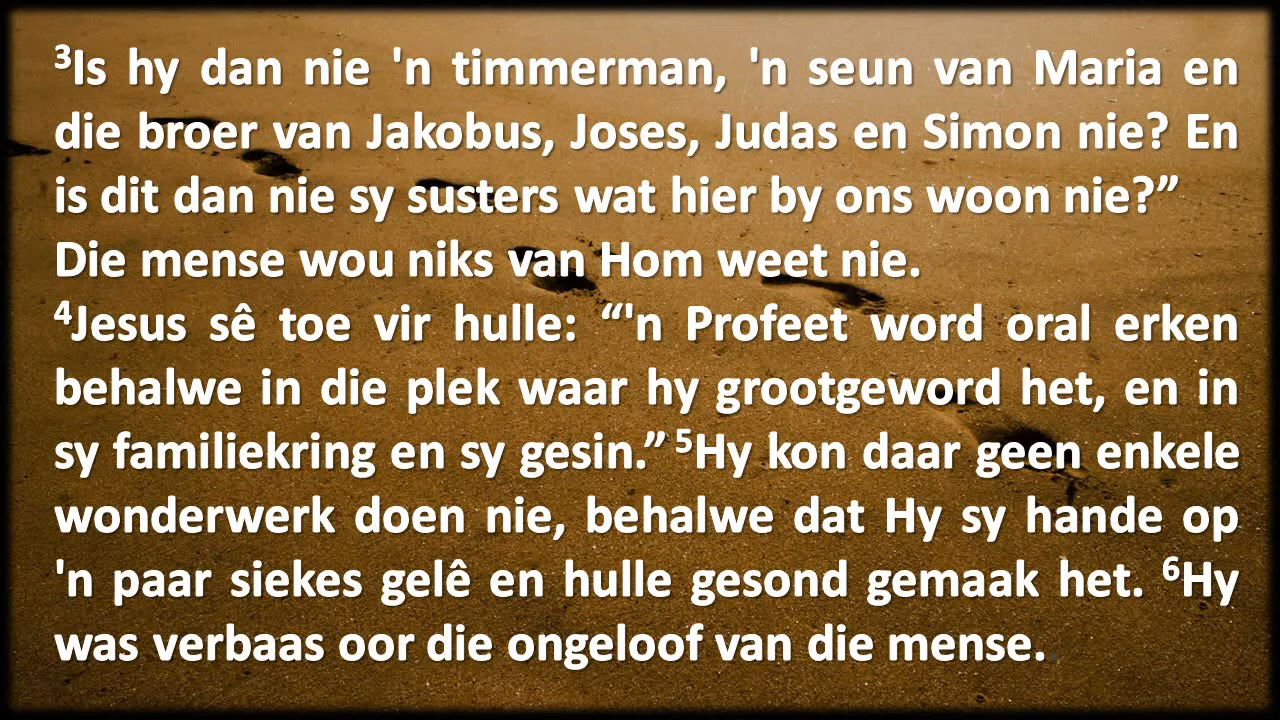 ³Is hy dan nie 'n timmerman, 'n seun van Maria en
die broer van Jakobus, Joses, Judas en Simon nie? En
is dit dan nie sy susters wat hier by ons woon nie?”
Die mense wou niks van Hom weet nie.
⁴Jesus sê toe vir hulle: “'n Profeet word oral erken
behalwe in die plek waar hy grootgeword het, en in
sy familiekring en sy gesin.” ⁵Hy kon daar geen enkele
wonderwerk doen nie, behalwe dat Hy sy hande op
'n paar siekes gelê en hulle gesond gemaak het. ⁶Hy
was verbaas oor die ongeloof van die mense.